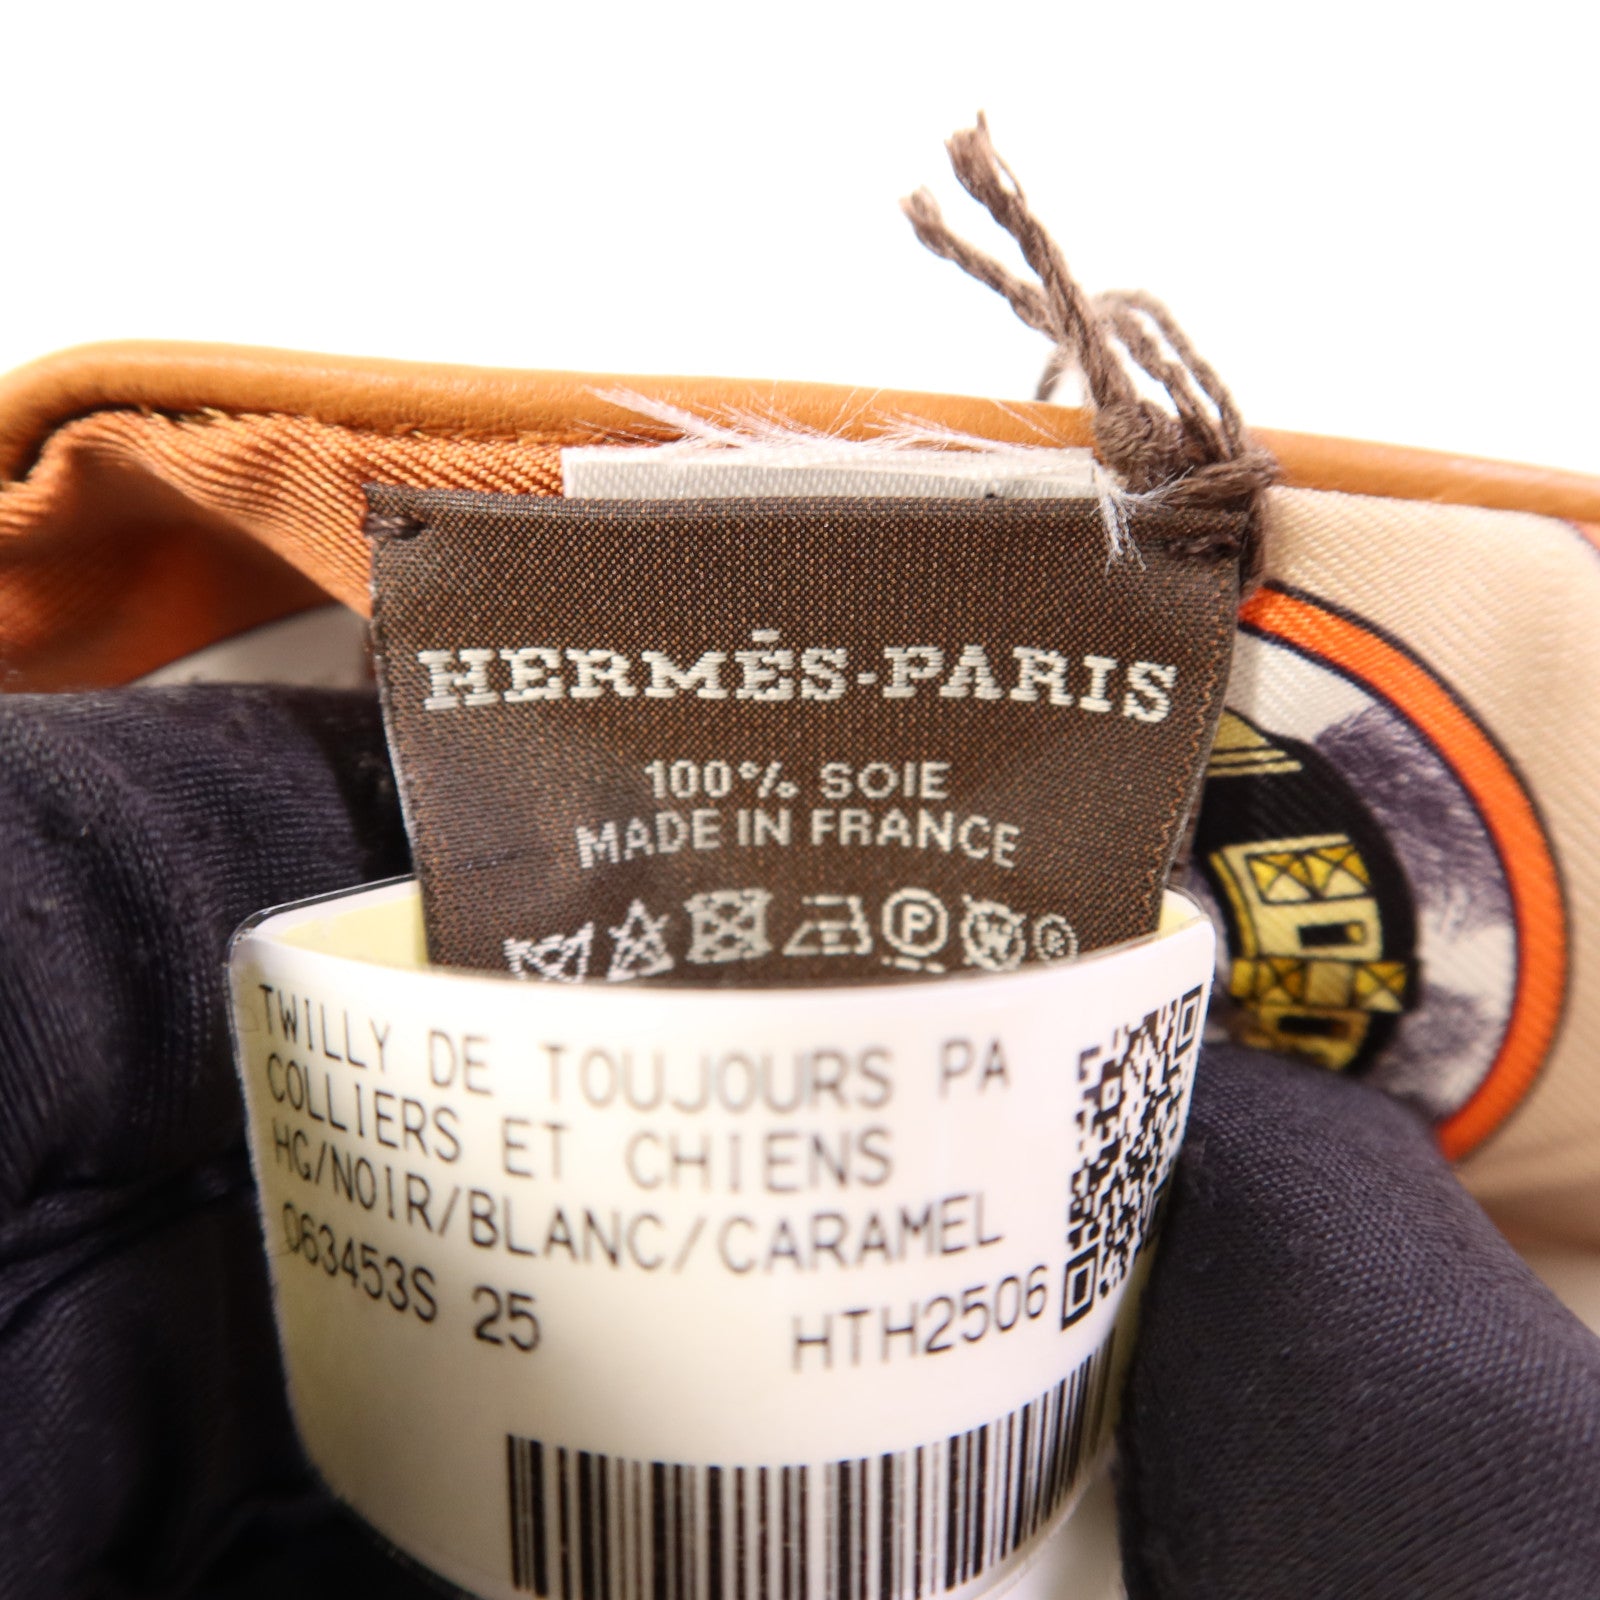 HERMÈS-PARIS
100% SOIE
MADE IN FRANCE
P W R
TWILLY DE TOUJOURS PA
COLLIERS ET CHIENS
HG/NOIR/BLANC/CARAMEL
063453S 25 HTH2506